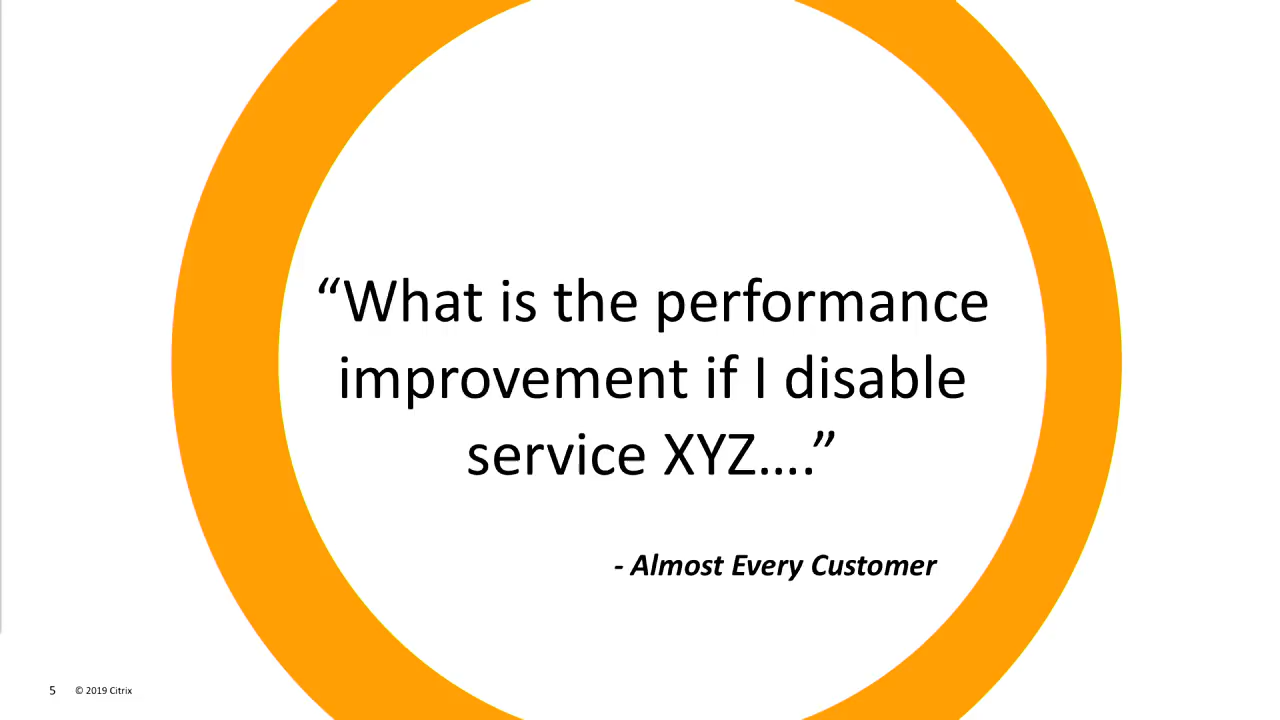 “What is the performance
improvement if I disable
service XYZ….”
- Almost Every Customer
5 © 2019 Citrix